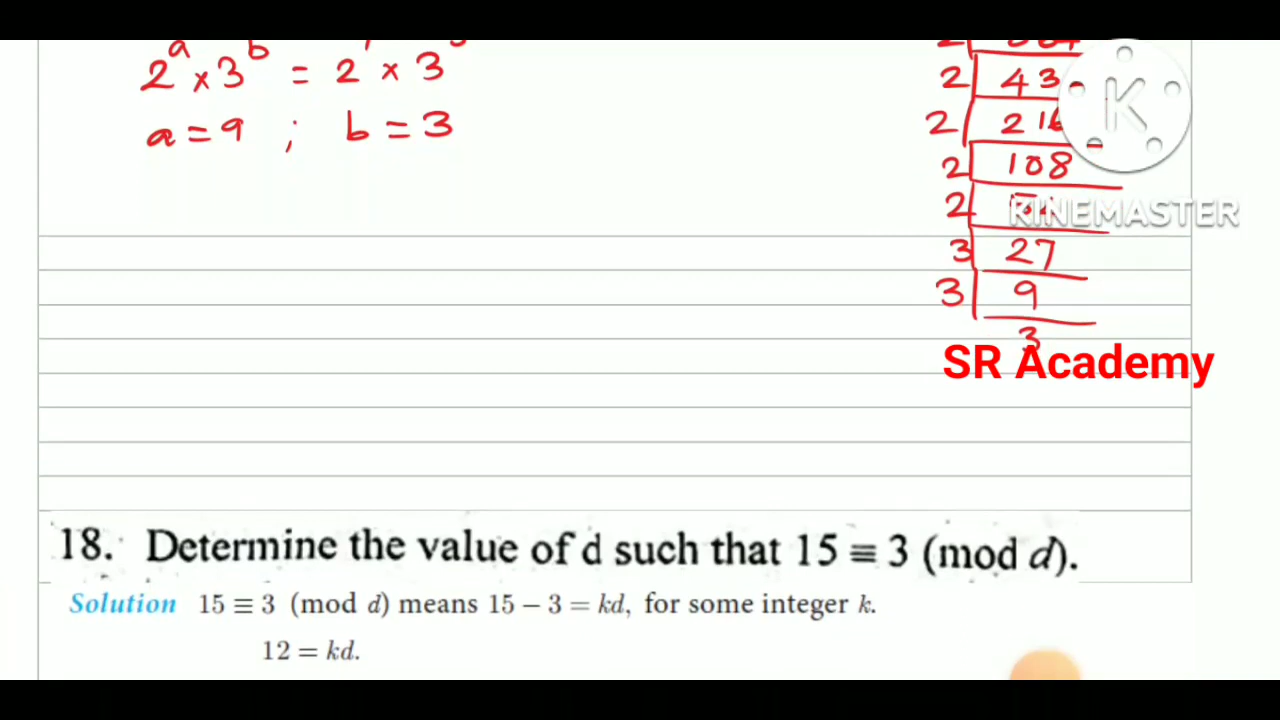 2^a × 3^b = 2 × 3
a = 9 ; b = 3
2
2 | 43
2 | 216
2 | 108
2
3 | 27
3 | 9
3
K
KINEMASTER
SR Academy
18. Determine the value of d such that 15 ≡ 3 (mod d).
Solution 15 ≡ 3 (mod d) means 15 − 3 = kd, for some integer k.
12 = kd.